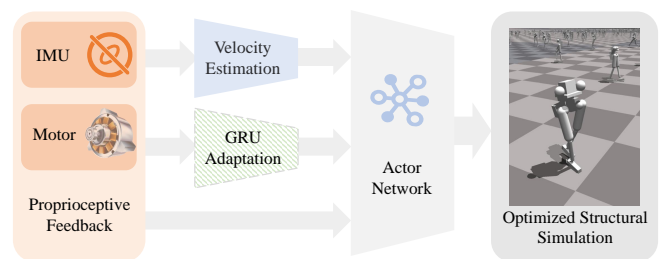 IMU
Velocity
Estimation
Motor
GRU
Adaptation
Actor
Network
Proprioceptive
Feedback
Optimized Structural
Simulation